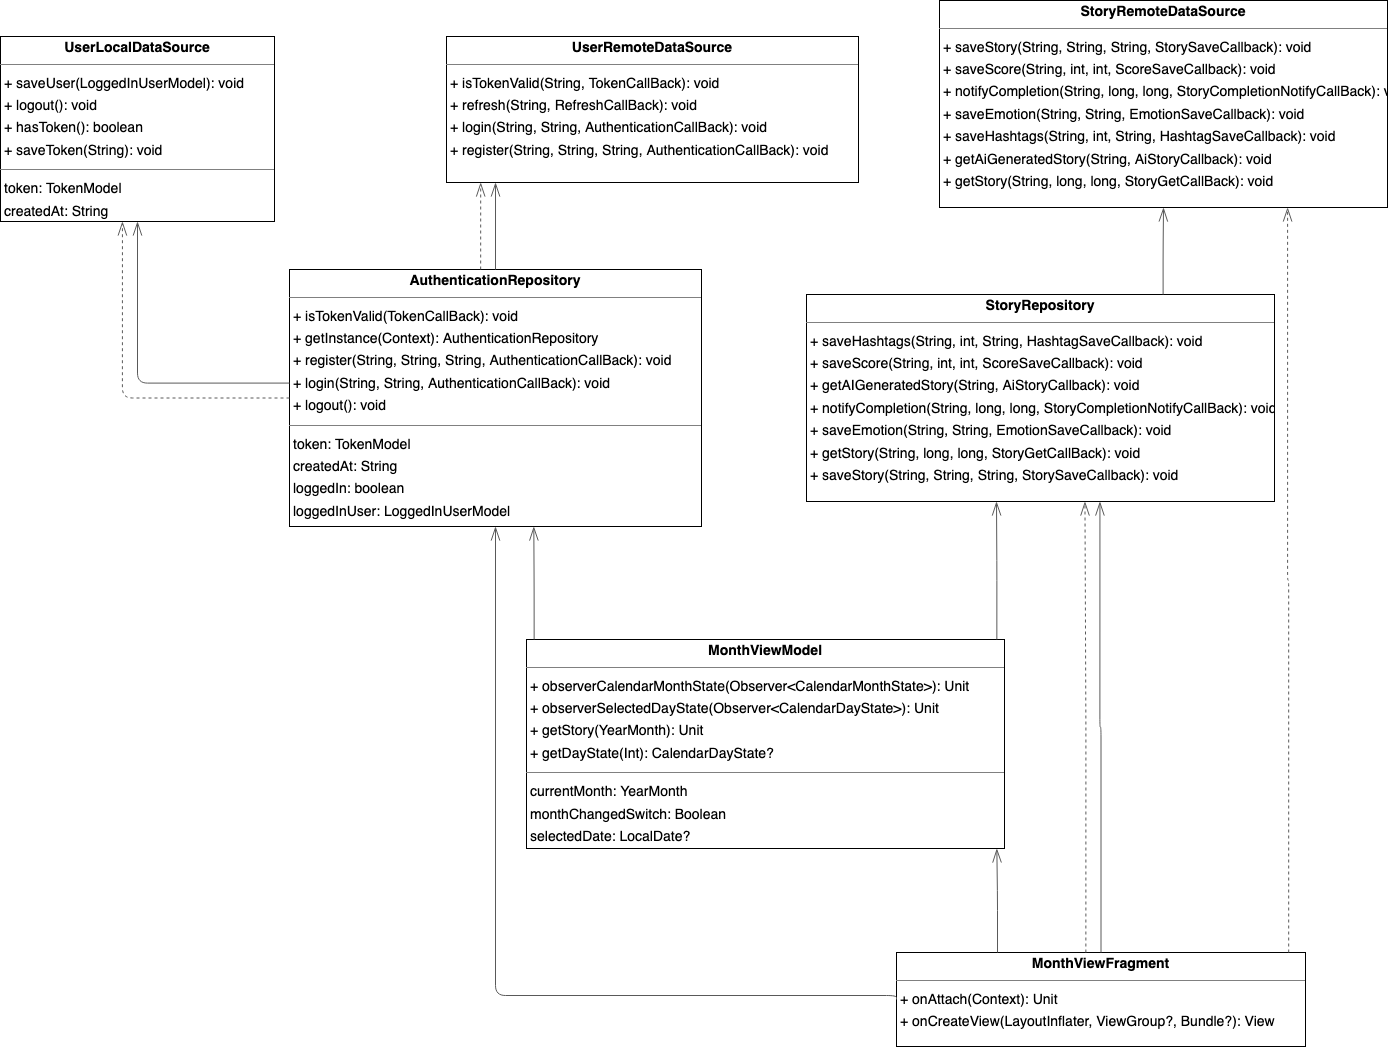 UserLocalDataSource
+ saveUser(LoggedInUserModel): void
+ logout(): void
+ hasToken(): boolean
+ saveToken(String): void
token: TokenModel
createdAt: String
UserRemoteDataSource
+ isTokenValid(String, TokenCallBack): void
+ refresh(String, RefreshCallBack): void
+ login(String, String, AuthenticationCallBack): void
+ register(String, String, String, AuthenticationCallBack): void
StoryRemoteDataSource
+ saveStory(String, String, String, StorySaveCallback): void
+ saveScore(String, int, int, ScoreSaveCallback): void
+ notifyCompletion(String, long, long, StoryCompletionNotifyCallBack): v
+ saveEmotion(String, String, EmotionSaveCallback): void
+ saveHashtags(String, int, String, HashtagSaveCallback): void
+ getAiGeneratedStory(String, AiStoryCallback): void
+ getStory(String, long, long, StoryGetCallBack): void
AuthenticationRepository
+ isTokenValid(TokenCallBack): void
+ getInstance(Context): AuthenticationRepository
+ register(String, String, String, AuthenticationCallBack): void
+ login(String, String, AuthenticationCallBack): void
+ logout(): void
token: TokenModel
createdAt: String
loggedIn: boolean
loggedInUser: LoggedInUserModel
StoryRepository
+ saveHashtags(String, int, String, HashtagSaveCallback): void
+ saveScore(String, int, int, ScoreSaveCallback): void
+ getAIGeneratedStory(String, AiStoryCallback): void
+ notifyCompletion(String, long, long, StoryCompletionNotifyCallBack): void
+ saveEmotion(String, String, EmotionSaveCallback): void
+ getStory(String, long, long, StoryGetCallBack): void
+ saveStory(String, String, String, StorySaveCallback): void
MonthViewModel
+ observerCalendarMonthState(Observer<CalendarMonthState>): Unit
+ observerSelectedDayState(Observer<CalendarDayState>): Unit
+ getStory(YearMonth): Unit
+ getDayState(Int): CalendarDayState?
currentMonth: YearMonth
monthChangedSwitch: Boolean
selectedDate: LocalDate?
MonthViewFragment
+ onAttach(Context): Unit
+ onCreateView(LayoutInflater, ViewGroup?, Bundle?): View